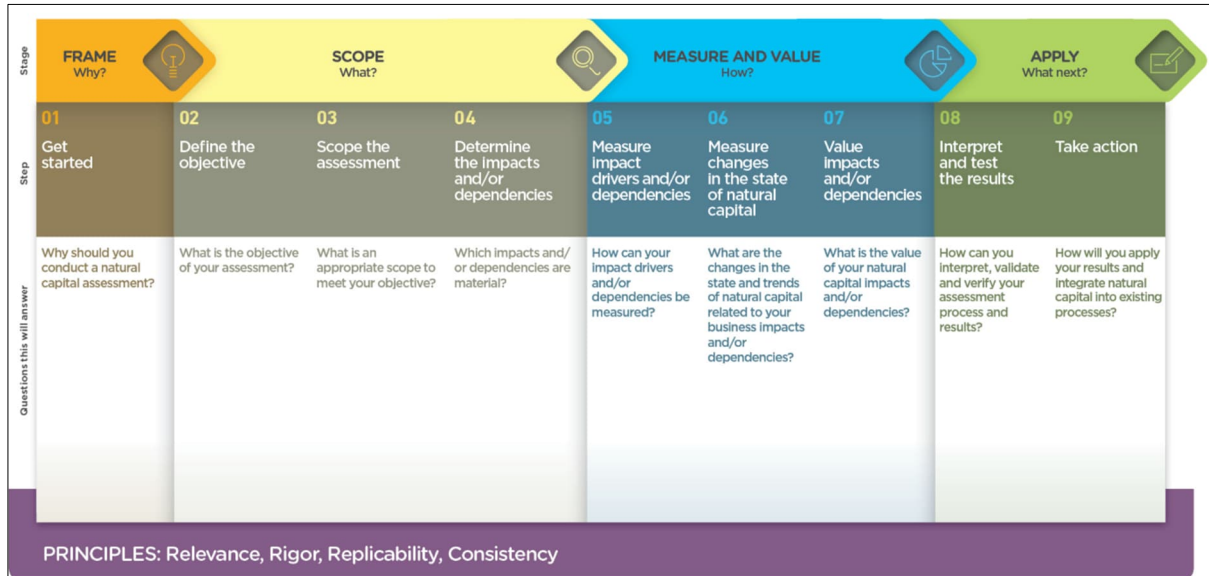 Stage
FRAME
Why?
SCOPE
What?
MEASURE AND VALUE
How?
APPLY
What next?
Step
01
Get
started
02
Define the
objective
03
Scope the
assessment
04
Determine
the impacts
and/or
dependencies
05
Measure
impact
drivers and/or
dependencies
06
Measure
changes
in the state
of natural
capital
07
Value
impacts
and/or
dependencies
08
Interpret
and test
the results
09
Take action
Questions this will answer
Why should you
conduct a natural
capital assessment?
What is the objective
of your assessment?
What is an
appropriate scope to
meet your objective?
Which impacts and/
or dependencies are
material?
How can your
impact drivers
and/or
dependencies be
measured?
What are the
changes in the
state and trends
of natural capital
related to your
business impacts
and/or
dependencies?
What is the value
of your natural
capital impacts
and/or
dependencies?
How can you
interpret, validate
and verify your
assessment
process and
results?
How will you apply
your results and
integrate natural
capital into existing
processes?
PRINCIPLES: Relevance, Rigor, Replicability, Consistency